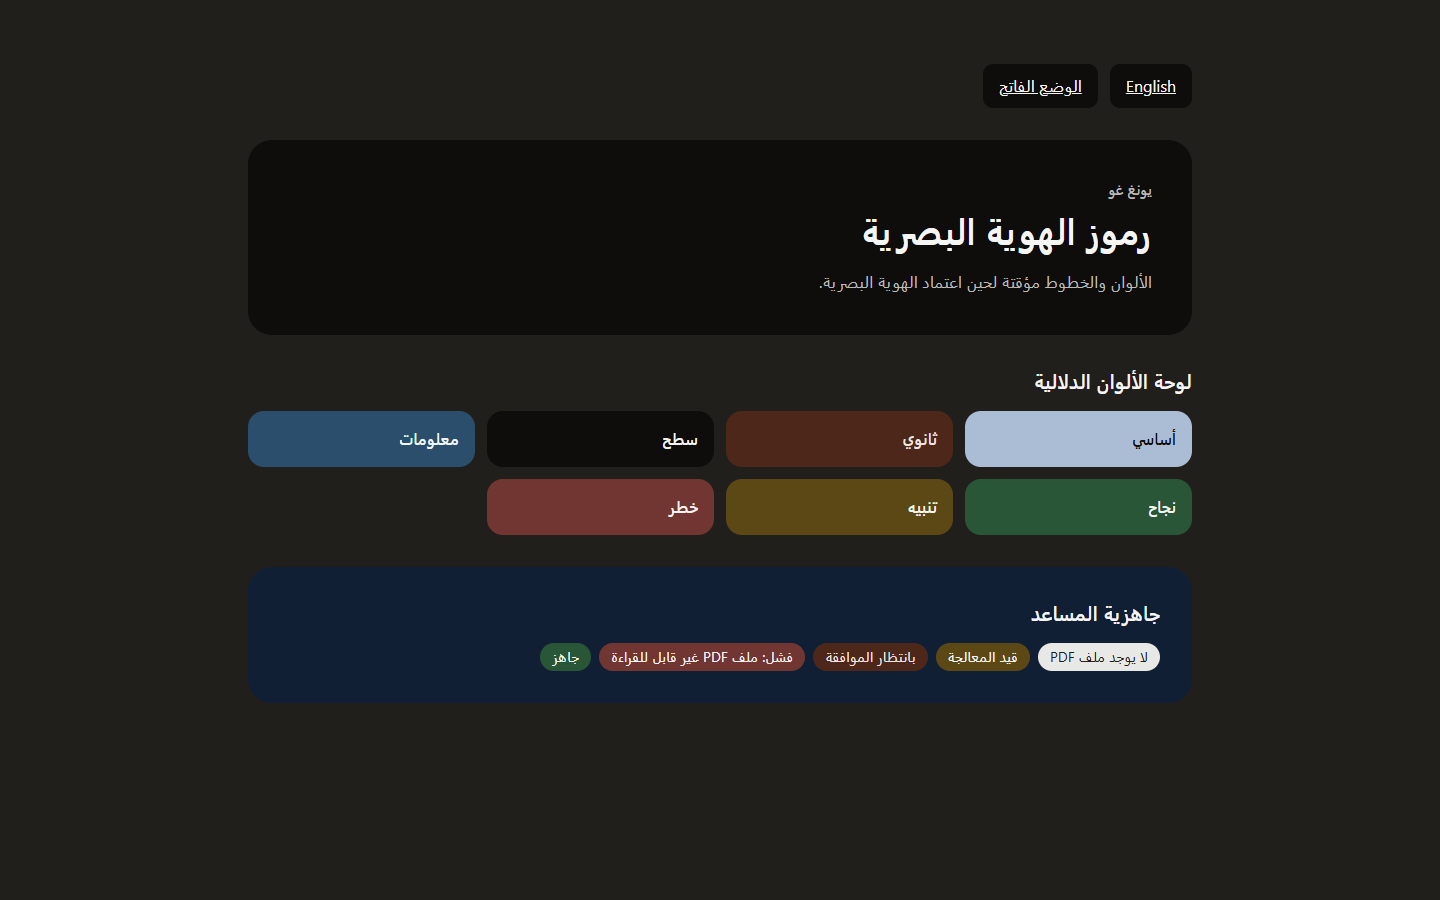 English
الوضع الفاتح
يونغ غو
رموز الهوية البصرية
الألوان والخطوط مؤقتة لحين اعتماد الهوية البصرية.
لوحة الألوان الدلالية
أساسي
ثانوي
سطح
معلومات
نجاح
تنبيه
خطر
جاهزية المساعد
لا يوجد ملف PDF
قيد المعالجة
بانتظار الموافقة
فشل: ملف PDF غير قابل للقراءة
جاهز